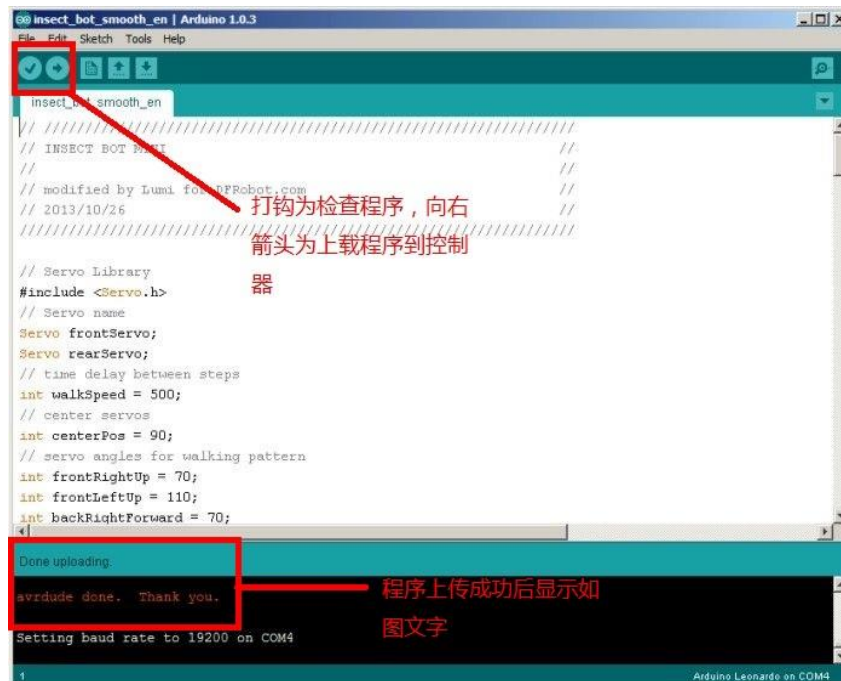 insect_bot_smooth_en | Arduino 1.0.3
File Edit Sketch Tools Help
insect_bot_smooth_en
// /////////////////////////////////////////////////////////////////
// INSECT BOT MINI //
// //
// modified by Lumi for DFRobot.com //
// 2013/10/26 //
////////////////////////////////////////////////////////////////////
打钩为检查程序，向右
箭头为上载程序到控制
器
// Servo Library
#include <Servo.h>
// Servo name
Servo frontServo;
Servo rearServo;
// time delay between steps
int walkSpeed = 500;
// center servos
int centerPos = 90;
// servo angles for walking pattern
int frontRightUp = 70;
int frontLeftUp = 110;
int backRightForward = 70;
Done uploading.
avrdude done. Thank you.
程序上传成功后显示如
图文字
Setting baud rate to 19200 on COM4
1
Arduino Leonardo on COM4